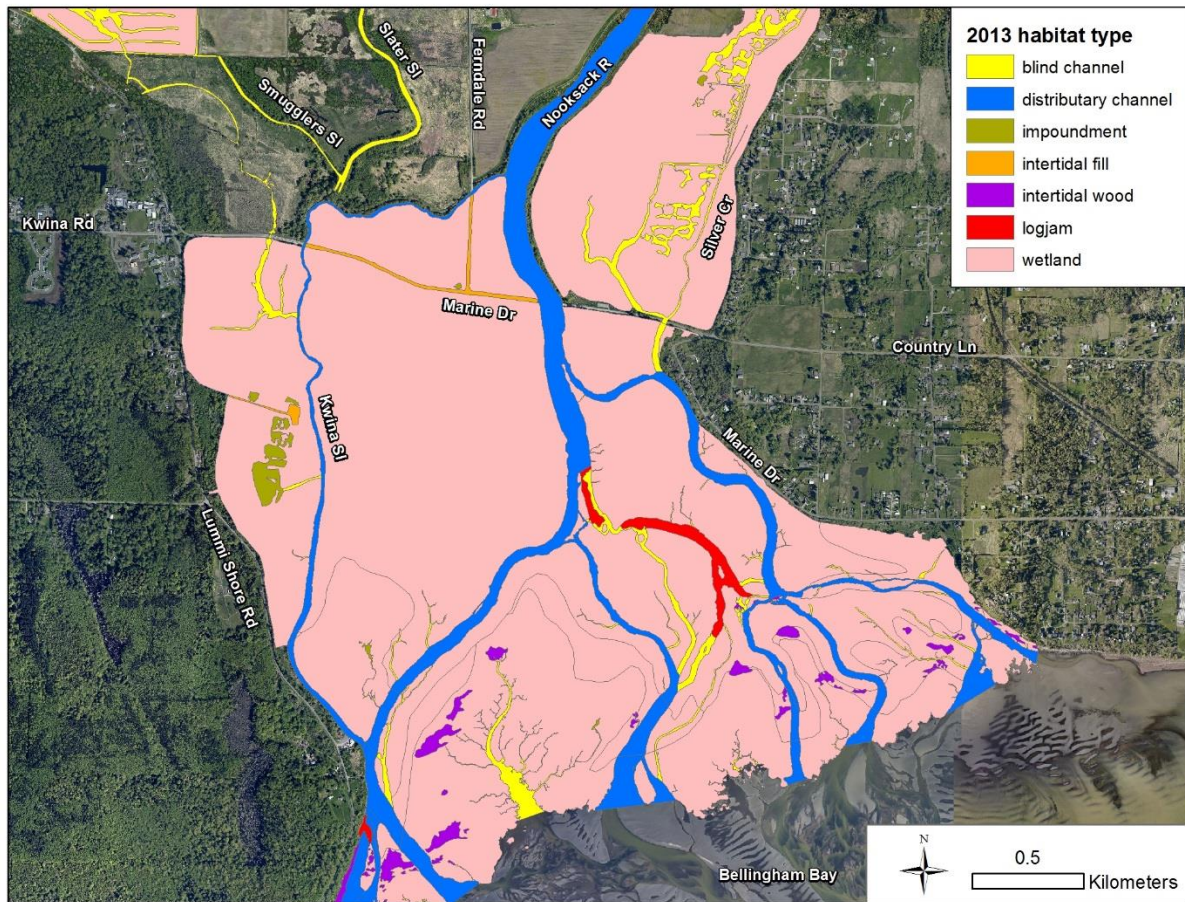 2013 habitat type
blind channel
distributary channel
impoundment
intertidal fill
intertidal wood
logjam
wetland
Slater Sl
Smugglers Sl
Ferndale Rd
Nooksack R
Kwina Rd
Silver Cr
Marine Dr
Country Ln
Kwina Sl
Marine Dr
Lummi Shore Rd
Bellingham Bay
N
0.5
Kilometers